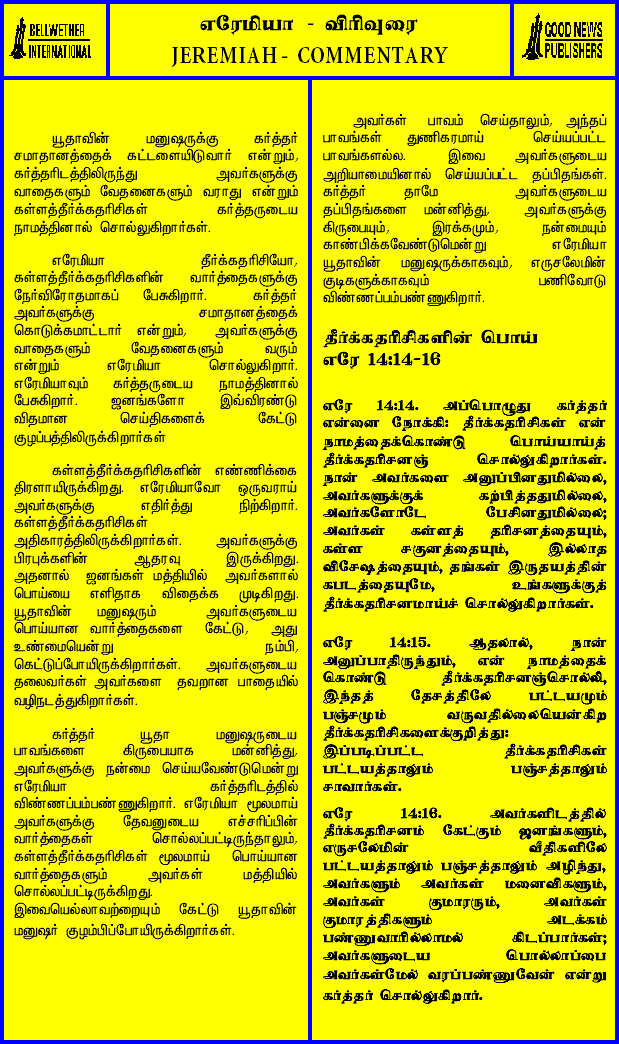 BELLWETHER
INTERNATIONAL
எரேமியா - விரிவுரை
JEREMIAH - COMMENTARY
GOOD NEWS
PUBLISHERS
யூதாவின் மனுஷருக்கு கர்த்தர்
சமாதானத்தைக் கட்டளையிடுவார் என்றும்,
கர்த்தரிடத்திலிருந்து அவர்களுக்கு
வாதைகளும் வேதனைகளும் வராது என்றும்
கள்ளத்தீர்க்கதரிசிகள் கர்த்தருடைய
நாமத்தினால் சொல்லுகிறார்கள்.
எரேமியா தீர்க்கதரிசியோ,
கள்ளத்தீர்க்கதரிசிகளின் வார்த்தைகளுக்கு
நேர்விரோதமாகப் பேசுகிறார். கர்த்தர்
அவர்களுக்கு சமாதானத்தைக்
கொடுக்கமாட்டார் என்றும், அவர்களுக்கு
வாதைகளும் வேதனைகளும் வரும்
என்றும் எரேமியா சொல்லுகிறார்.
எரேமியாவும் கர்த்தருடைய நாமத்தினால்
பேசுகிறார். ஜனங்களோ இவ்விரண்டு
விதமான செய்திகளைக் கேட்டு
குழப்பத்திலிருக்கிறார்கள்
கள்ளத்தீர்க்கதரிசிகளின் எண்ணிக்கை
திரளாயிருக்கிறது. எரேமியாவோ ஒருவராய்
அவர்களுக்கு எதிர்த்து நிற்கிறார்.
கள்ளத்தீர்க்கதரிசிகள்
அதிகாரத்திலிருக்கிறார்கள். அவர்களுக்கு
பிரபுக்களின் ஆதரவு இருக்கிறது.
அதனால் ஜனங்கள் மத்தியில் அவர்களால்
பொய்யை எளிதாக விதைக்க முடிகிறது.
யூதாவின் மனுஷரும் அவர்களுடைய
பொய்யான வார்த்தைகளை கேட்டு, அது
உண்மையென்று நம்பி,
கெட்டுப்போயிருக்கிறார்கள். அவர்களுடைய
தலைவர்கள் அவர்களை தவறான பாதையில்
வழிநடத்துகிறார்கள்.
கர்த்தர் யூதா மனுஷருடைய
பாவங்களை கிருபையாக மன்னித்து,
அவர்களுக்கு நன்மை செய்யவேண்டுமென்று
எரேமியா கர்த்தரிடத்தில்
விண்ணப்பம்பண்ணுகிறார். எரேமியா மூலமாய்
அவர்களுக்கு தேவனுடைய எச்சரிப்பின்
வார்த்தைகள் சொல்லப்பட்டிருந்தாலும்,
கள்ளத்தீர்க்கதரிசிகள் மூலமாய் பொய்யான
வார்த்தைகளும் அவர்கள் மத்தியில்
சொல்லப்பட்டிருக்கிறது.
இவையெல்லாவற்றையும் கேட்டு யூதாவின்
மனுஷர் குழம்பிப்போயிருக்கிறார்கள்.
அவர்கள் பாவம் செய்தாலும், அந்தப்
பாவங்கள் துணிகரமாய் செய்யப்பட்ட
பாவங்களல்ல. இவை அவர்களுடைய
அறியாமையினால் செய்யப்பட்ட தப்பிதங்கள்.
கர்த்தர் தாமே அவர்களுடைய
தப்பிதங்களை மன்னித்து, அவர்களுக்கு
கிருபையும், இரக்கமும், நன்மையும்
காண்பிக்கவேண்டுமென்று எரேமியா
யூதாவின் மனுஷருக்காகவும், எருசலேமின்
குடிகளுக்காகவும் பணிவோடு
விண்ணப்பம்பண்ணுகிறார்.
தீர்க்கதரிசிகளின் பொய்
எரே 14:14-16
எரே 14:14. அப்பொழுது கர்த்தர்
என்னை நோக்கி: தீர்க்கதரிசிகள் என்
நாமத்தைக்கொண்டு பொய்யாய்த்
தீர்க்கதரிசனஞ் சொல்லுகிறார்கள்.
நான் அவர்களை அனுப்பினதுமில்லை,
அவர்களுக்குக் கற்பித்ததுமில்லை,
அவர்களோடே பேசினதுமில்லை;
அவர்கள் கள்ளத் தரிசனத்தையும்,
கள்ள சகுனத்தையும், இல்லாத
விசேஷத்தையும், தங்கள் இருதயத்தின்
கபடத்தையுமே, உங்களுக்குத்
தீர்க்கதரிசனமாய்ச் சொல்லுகிறார்கள்.
எரே 14:15. ஆதலால், நான்
அனுப்பாதிருந்தும், என் நாமத்தைக்
கொண்டு தீர்க்கதரிசனஞ்சொல்லி,
இந்தத் தேசத்திலே பட்டயமும்
பஞ்சமும் வருவதில்லையென்கிற
தீர்க்கதரிசிகளைக்குறித்து:
இப்படிப்பட்ட தீர்க்கதரிசிகள்
பட்டயத்தாலும் பஞ்சத்தாலும்
சாவார்கள்.
எரே 14:16. அவர்களிடத்தில்
தீர்க்கதரிசனம் கேட்கும் ஜனங்களும்,
எருசலேமின் வீதிகளிலே
பட்டயத்தாலும் பஞ்சத்தாலும் அழிந்து,
அவர்களும் அவர்கள் மனைவிகளும்,
அவர்கள் குமாரரும், அவர்கள்
குமாரத்திகளும் அடக்கம்
பண்ணுவாரில்லாமல் கிடப்பார்கள்;
அவர்களுடைய பொல்லாப்பை
அவர்கள்மேல் வரப்பண்ணுவேன் என்று
கர்த்தர் சொல்லுகிறார்.